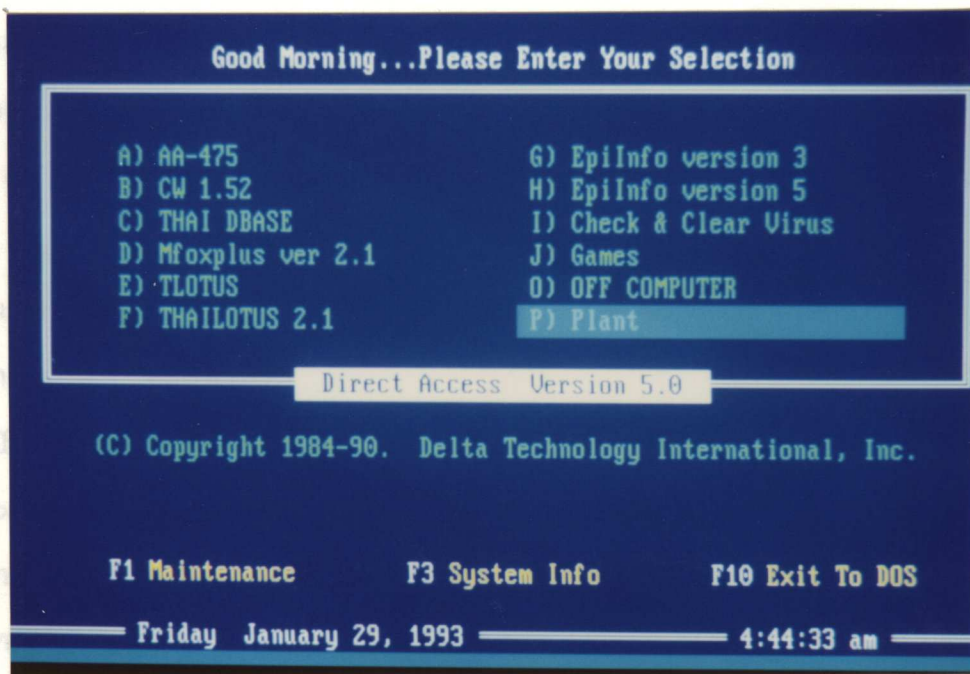 Good Morning...Please Enter Your Selection
A) AA-475
B) CW 1.52
C) THAI DBASE
D) Mfoxplus ver 2.1
E) TLOTUS
F) THAILOTUS 2.1
G) EpiInfo version 3
H) EpiInfo version 5
I) Check & Clear Virus
J) Games
O) OFF COMPUTER
P) Plant
Direct Access Version 5.0
(C) Copyright 1984-90. Delta Technology International, Inc.
F1 Maintenance F3 System Info F10 Exit To DOS
Friday January 29, 1993 4:44:33 am